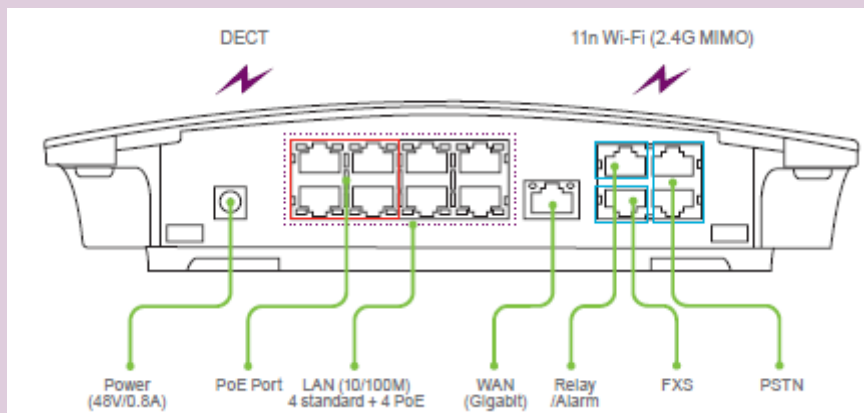 DECT
11n Wi-Fi (2.4G MIMO)
Power
(48V/0.8A)
PoE Port
LAN (10/100M)
4 standard + 4 PoE
WAN
(Gigabit)
Relay
/Alarm
FXS
PSTN